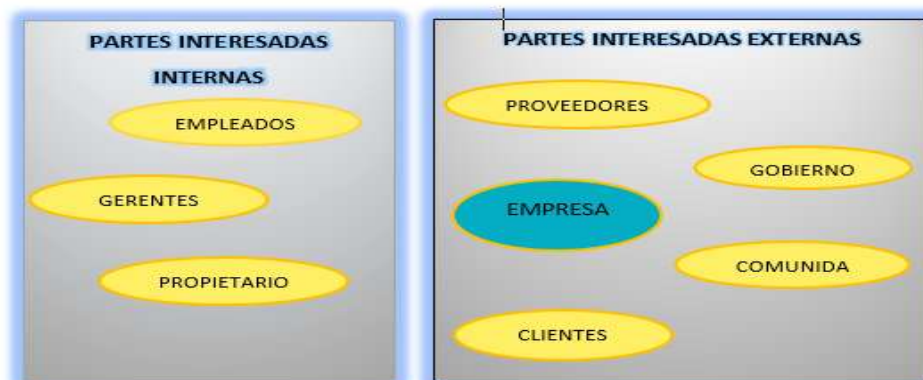 PARTES INTERESADAS
INTERNAS
EMPLEADOS
GERENTES
PROPIETARIO
PARTES INTERESADAS EXTERNAS
PROVEEDORES
GOBIERNO
EMPRESA
COMUNIDA
CLIENTES